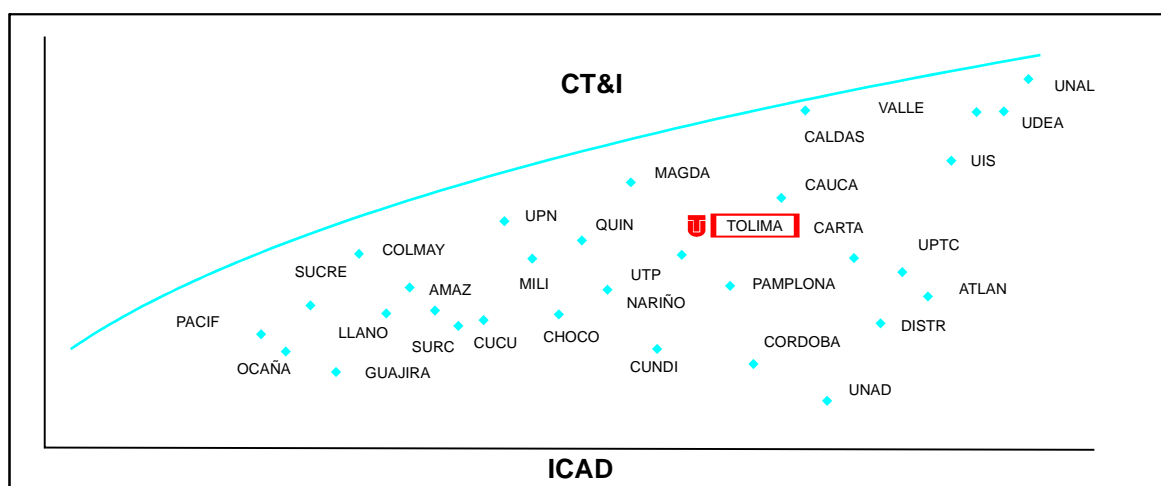 CT&I
UNAL
VALLE
UDEA
CALDAS
UIS
MAGDA
CAUCA
UPN
QUIN
TOLIMA
CARTA
COLMAY
UPTC
SUCRE
MILI
UTP
PAMPLONA
AMAZ
ATLAN
NARIÑO
PACIF
LLANO
SURC
CUCU
CHOCO
DISTR
OCAÑA
GUAJIRA
CUNDI
CORDOBA
UNAD
ICAD